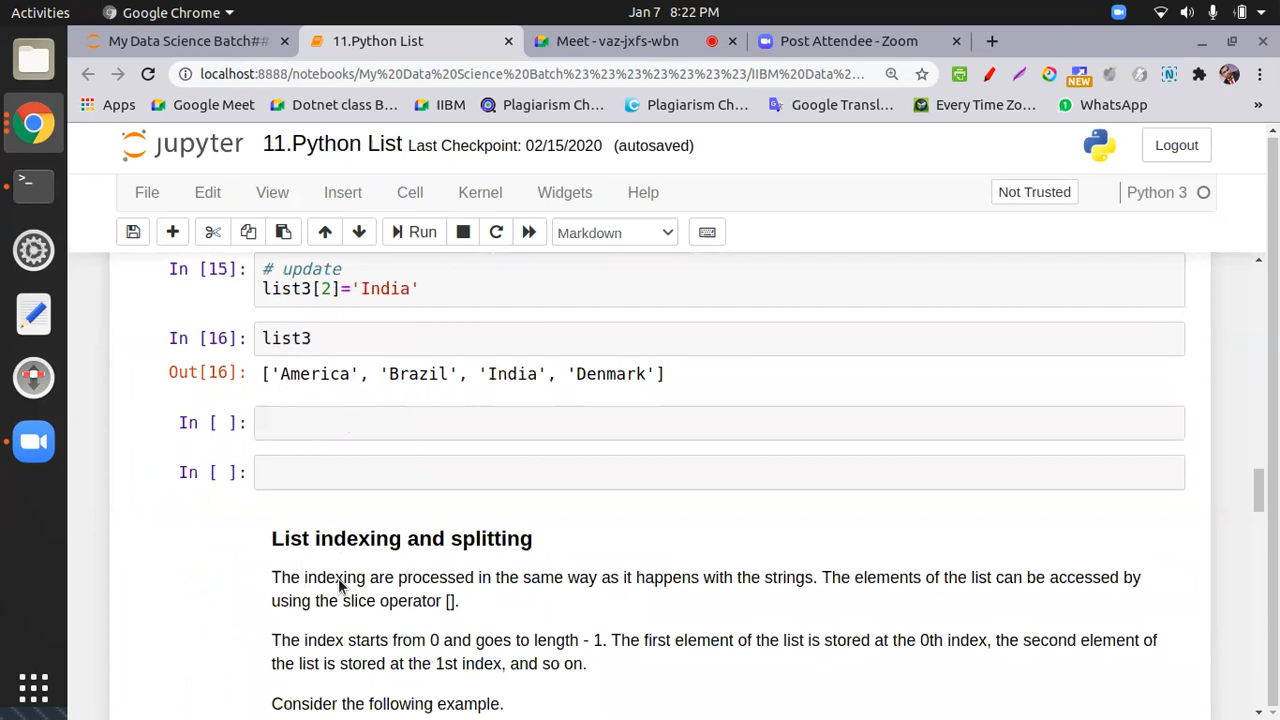 Activities Google Chrome Jan 7 8:22 PM
My Data Science Batch## 11.Python List Meet - vaz-jxfs-wbn Post Attendee - Zoom
localhost:8888/notebooks/My%20Data%20Science%20Batch%23%23%23%23%23%23%23/IIBM%20Data%2...
NEW
Apps Google Meet Dotnet class B... IIBM Plagiarism Ch... Plagiarism Ch... Google Transl... Every Time Zo... WhatsApp »
jupyter 11.Python List Last Checkpoint: 02/15/2020 (autosaved) Logout
File Edit View Insert Cell Kernel Widgets Help Not Trusted Python 3
Run Markdown
In [15]: # update
list3[2]='India'
In [16]: list3
Out[16]: ['America', 'Brazil', 'India', 'Denmark']
In [ ]:
In [ ]:
List indexing and splitting
The indexing are processed in the same way as it happens with the strings. The elements of the list can be accessed by
using the slice operator [].
The index starts from 0 and goes to length - 1. The first element of the list is stored at the 0th index, the second element of
the list is stored at the 1st index, and so on.
Consider the following example.